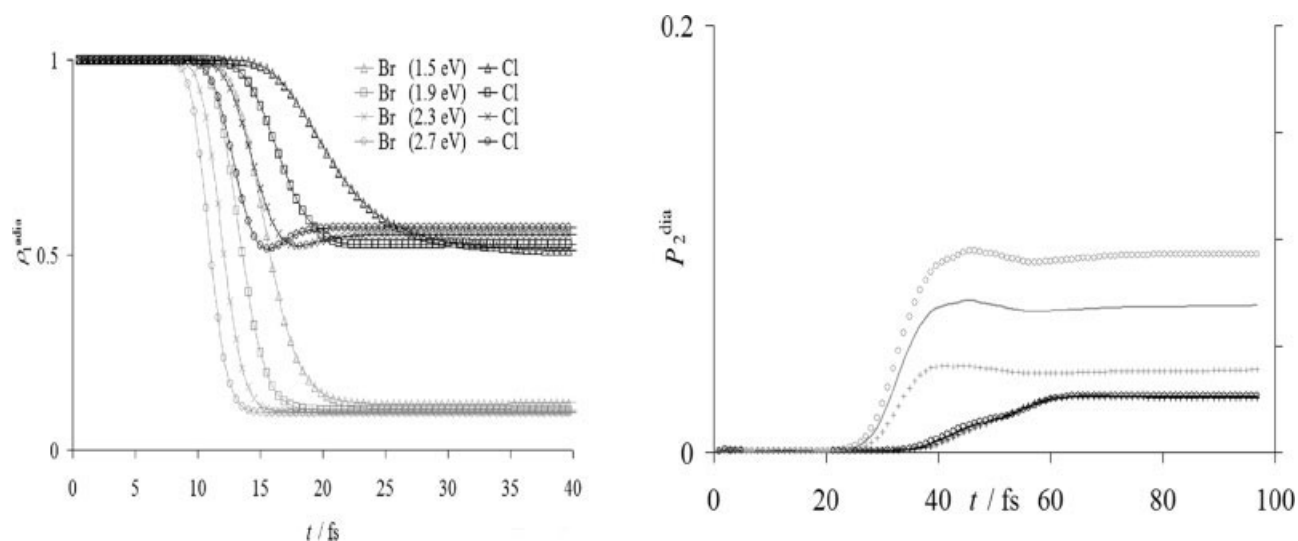 1
0.5
0
ρ₁ᵃᵈⁱᵃ
Br (1.5 eV) Cl
Br (1.9 eV) Cl
Br (2.3 eV) Cl
Br (2.7 eV) Cl
0 5 10 15 20 25 30 35 40
t / fs
0.2
0
P₂ᵈⁱᵃ
0 20 40 60 80 100
t / fs